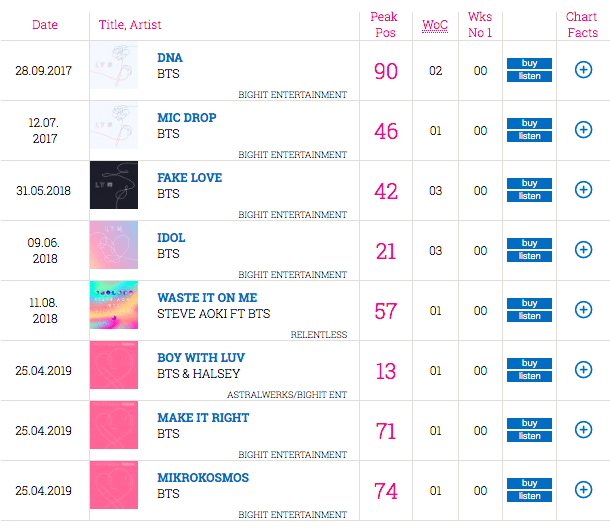 Date Title, Artist Peak Pos WoC Wks No 1 Chart Facts
28.09.2017 DNA 90 02 00 buy
BTS listen
BIGHIT ENTERTAINMENT
12.07.2017 MIC DROP 46 01 00 buy
BTS listen
BIGHIT ENTERTAINMENT
31.05.2018 FAKE LOVE 42 03 00 buy
BTS listen
BIGHIT ENTERTAINMENT
09.06.2018 IDOL 21 03 00 buy
BTS listen
BIGHIT ENTERTAINMENT
11.08.2018 WASTE IT ON ME 57 01 00 buy
STEVE AOKI FT BTS listen
RELENTLESS
25.04.2019 BOY WITH LUV 13 01 00 buy
BTS & HALSEY listen
ASTRALWERKS/BIGHIT ENT
25.04.2019 MAKE IT RIGHT 71 01 00 buy
BTS listen
BIGHIT ENTERTAINMENT
25.04.2019 MIKROKOSMOS 74 01 00 buy
BTS listen
BIGHIT ENTERTAINMENT